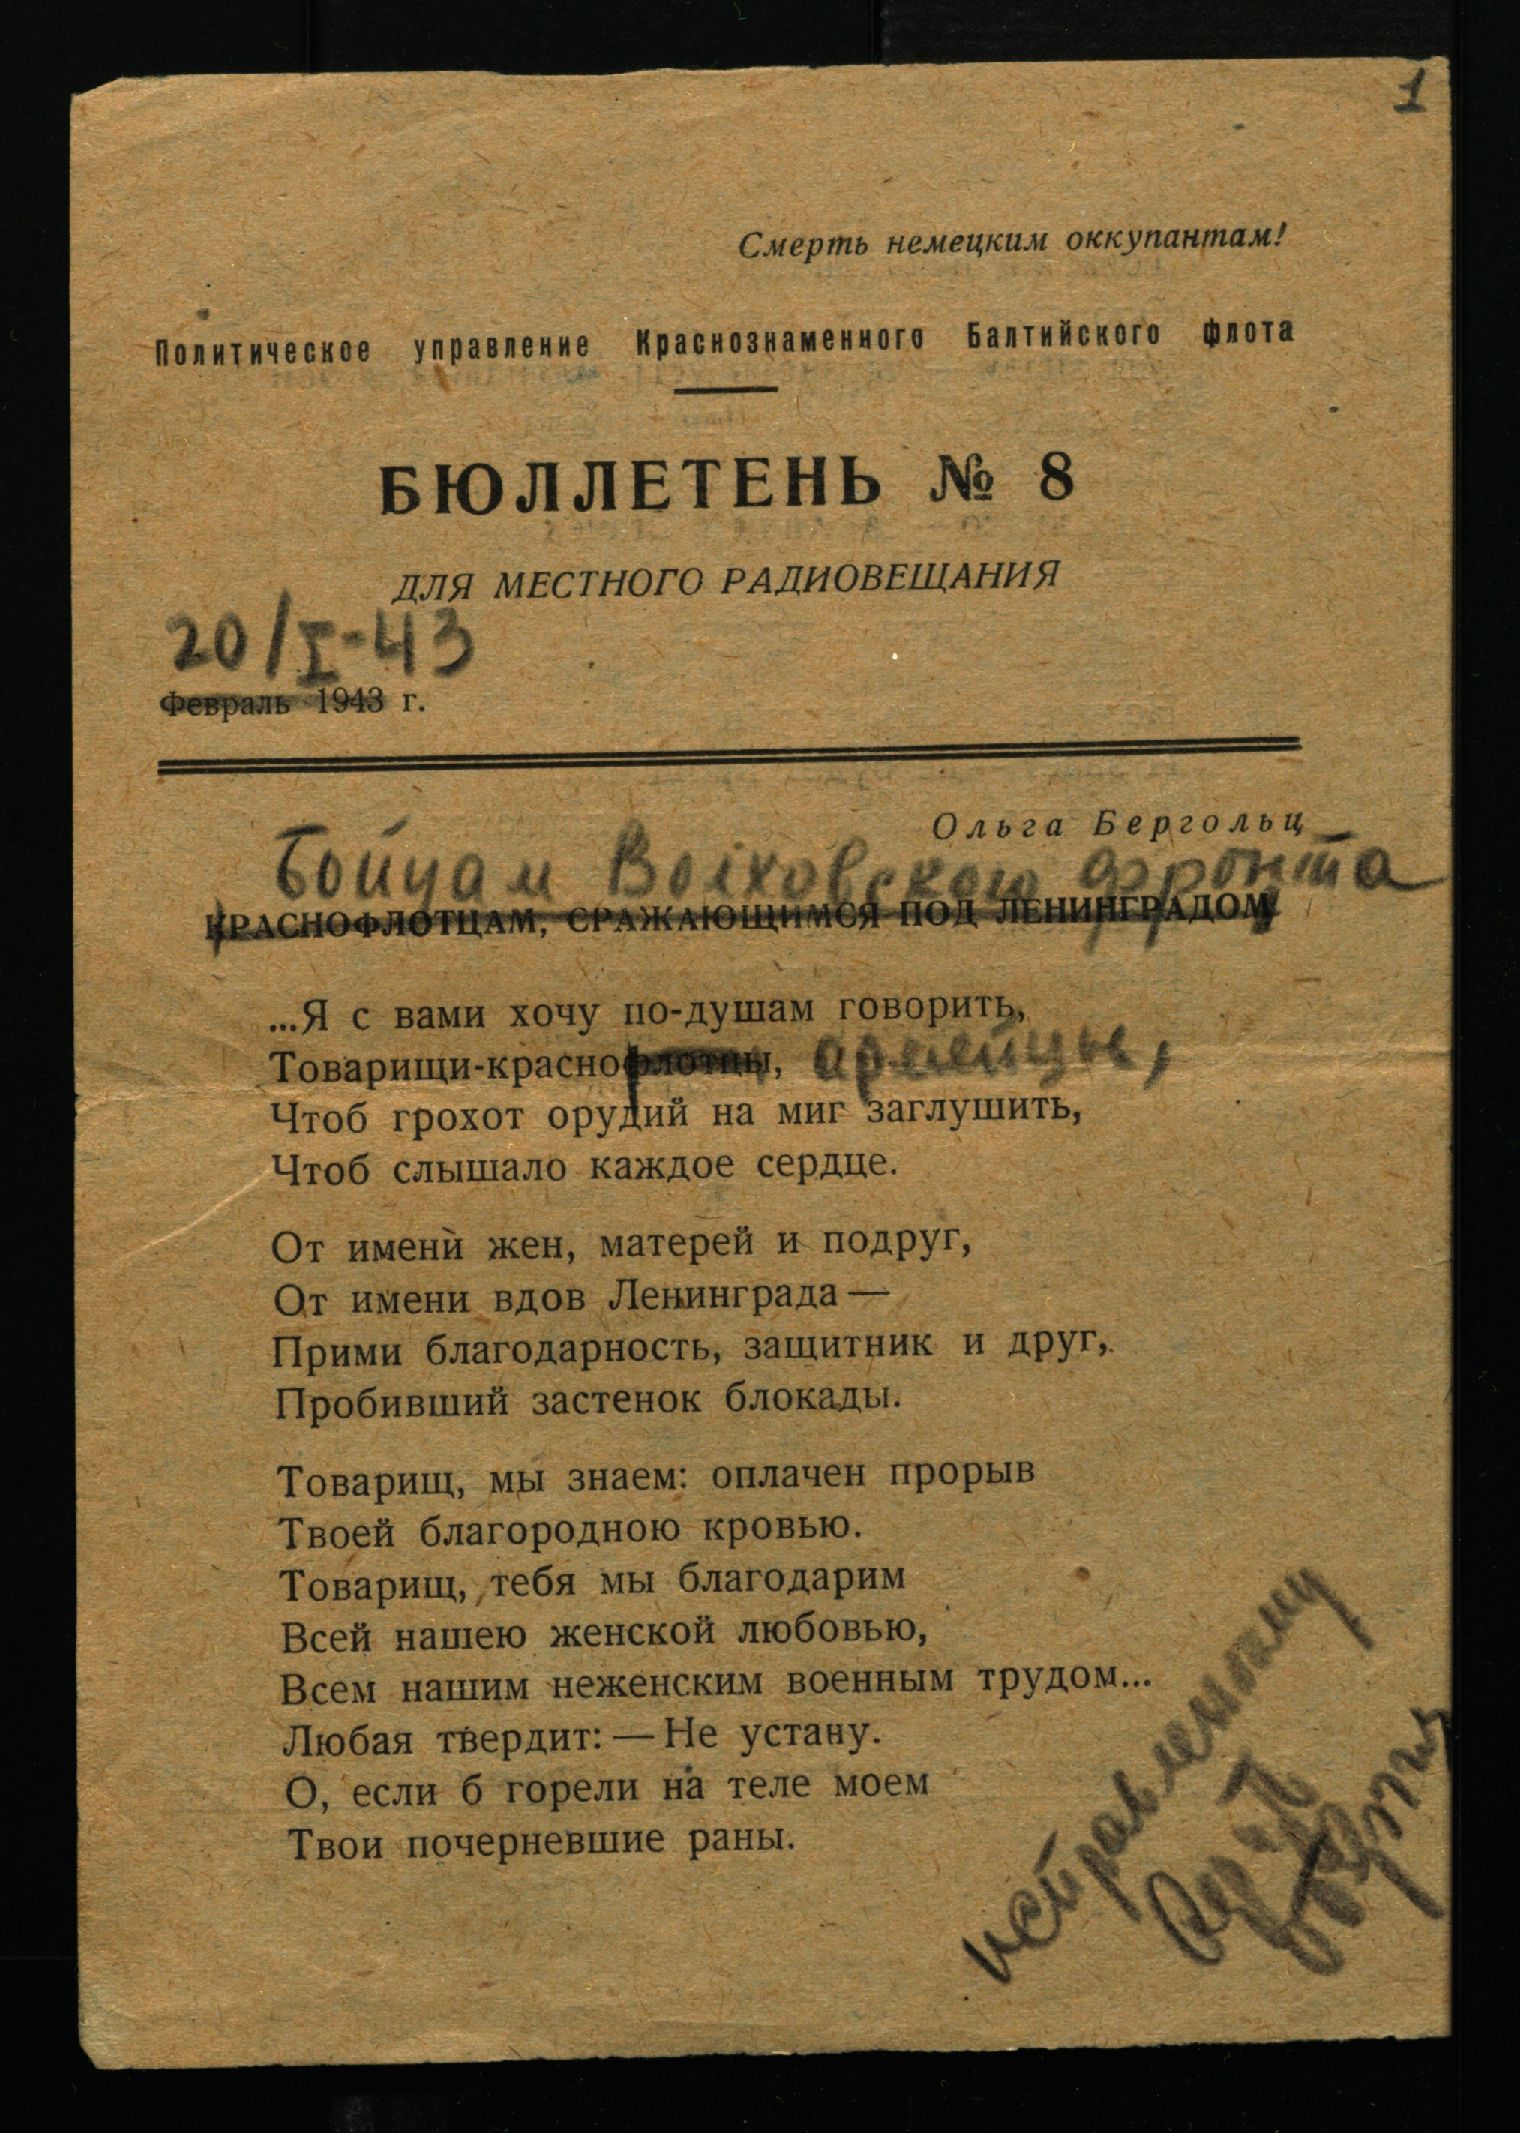 1
Смерть немецким оккупантам!
Политическое управление Краснознаменного Балтийского флота
БЮЛЛЕТЕНЬ № 8
ДЛЯ МЕСТНОГО РАДИОВЕЩАНИЯ
20/I-43
Февраль 1943 г.
Ольга Бергольц
Бойцам Волховского фронта
КРАСНОФЛОТЦАМ, СРАЖАЮЩИМСЯ ПОД ЛЕНИНГРАДОМ
...Я с вами хочу по-душам говорить,
Товарищи-краснофлотцы, армейцы,
Чтоб грохот орудий на миг заглушить,
Чтоб слышало каждое сердце.
От имени жен, матерей и подруг,
От имени вдов Ленинграда —
Прими благодарность, защитник и друг,
Пробивший застенок блокады.
Товарищ, мы знаем: оплачен прорыв
Твоей благородною кровью.
Товарищ, тебя мы благодарим
Всей нашею женской любовью,
Всем нашим неженским военным трудом...
Любая твердит: — Не устану.
О, если б горели на теле моем
Твои почерневшие раны.
исправленному